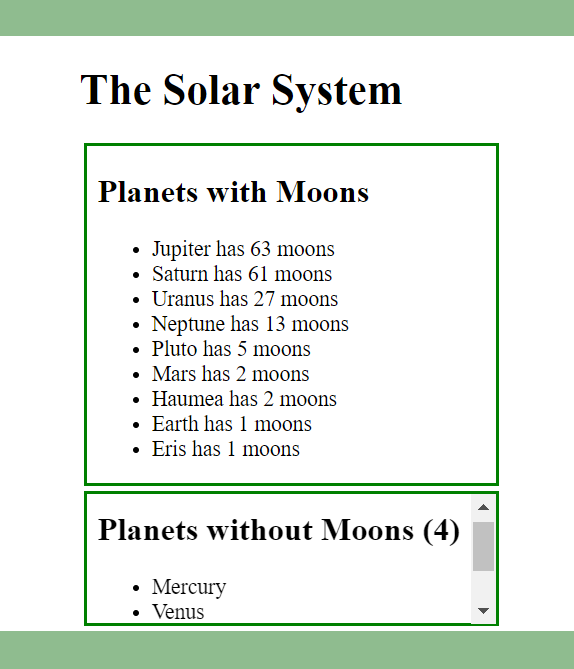 The Solar System
Planets with Moons
Jupiter has 63 moons
Saturn has 61 moons
Uranus has 27 moons
Neptune has 13 moons
Pluto has 5 moons
Mars has 2 moons
Haumea has 2 moons
Earth has 1 moons
Eris has 1 moons
Planets without Moons (4)
Mercury
Venus